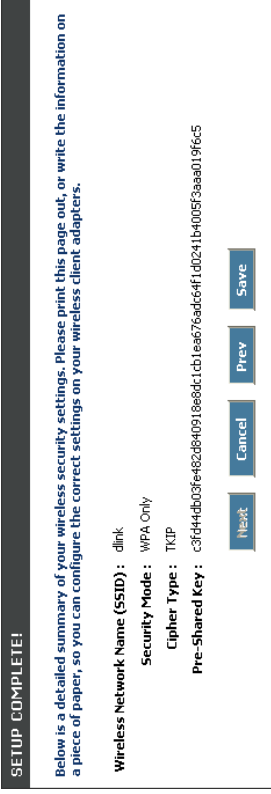 SETUP COMPLETE!
Below is a detailed summary of your wireless security settings. Please print this page out, or write the information on
a piece of paper, so you can configure the correct settings on your wireless client adapters.
Wireless Network Name (SSID) : dlink
Security Mode : WPA Only
Cipher Type : TKIP
Pre-Shared Key : c3fd44db03fe482d840918e8dc1cb1ea676adc64f1d0241b4005f3aaa019f6c5
Next Cancel Prev Save